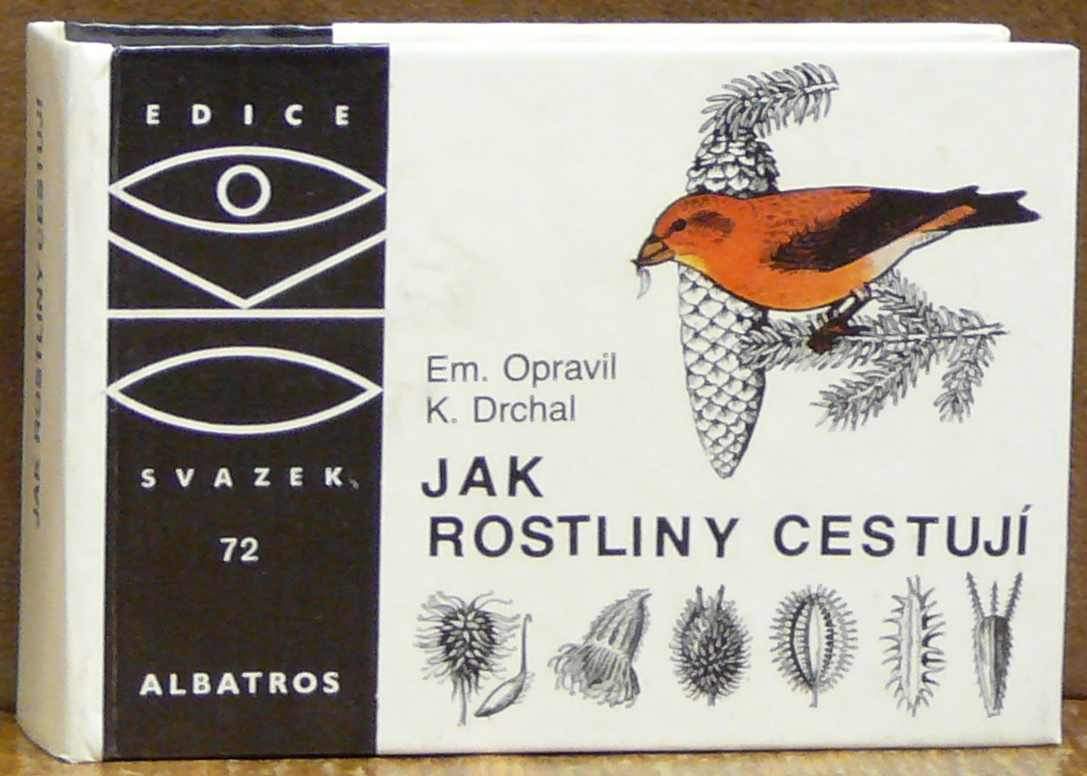 EDICE
SVAZEK
72
ALBATROS
Em. Opravil
K. Drchal
JAK
ROSTLINY CESTUJÍ
JAK ROSTLINY CESTUJÍ